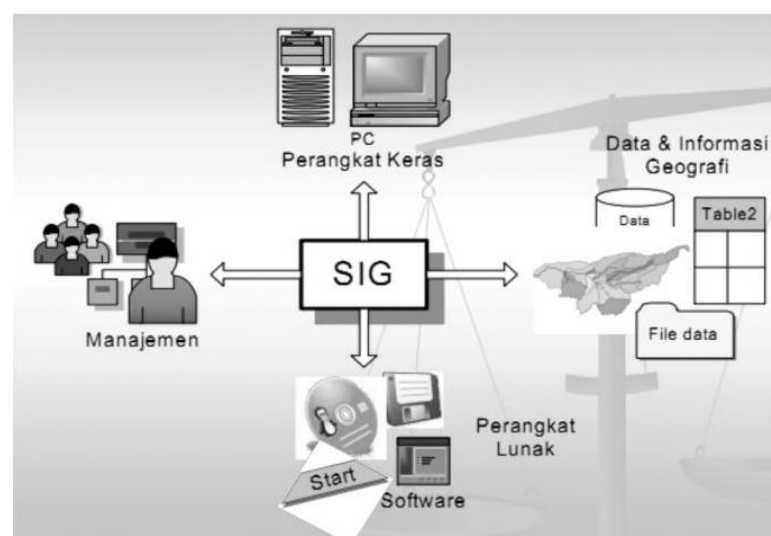 PC
Perangkat Keras
Data & Informasi
Geografi
Data
Table2
File data
SIG
Manajemen
Perangkat
Lunak
Start
Software